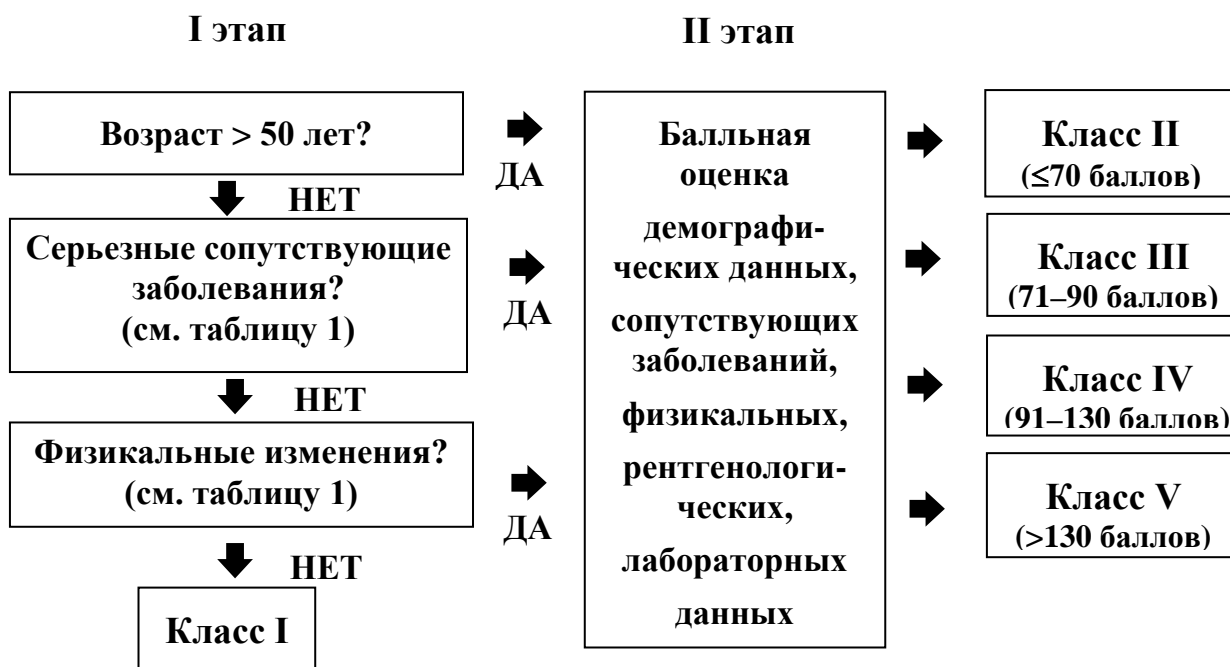 I этап
II этап
Возраст > 50 лет?
ДА
НЕТ
Серьезные сопутствующие
заболевания?
(см. таблицу 1)
ДА
НЕТ
Физикальные изменения?
(см. таблицу 1)
ДА
НЕТ
Класс I
Балльная
оценка
демографи-
ческих данных,
сопутствующих
заболеваний,
физикальных,
рентгенологи-
ческих,
лабораторных
данных
Класс II
(≤70 баллов)
Класс III
(71–90 баллов)
Класс IV
(91–130 баллов)
Класс V
(>130 баллов)